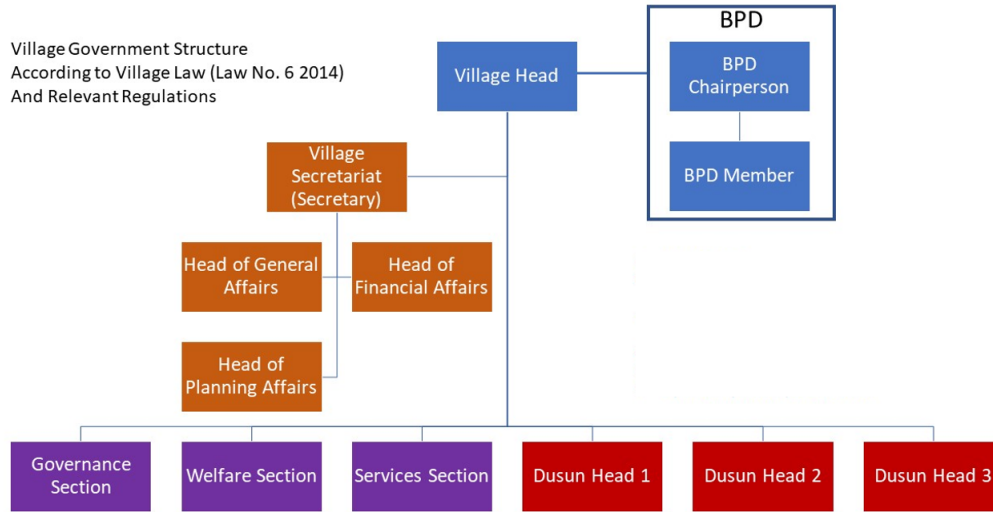 Village Government Structure
According to Village Law (Law No. 6 2014)
And Relevant Regulations
BPD
Village Head
BPD
Chairperson
Village
Secretariat
(Secretary)
BPD Member
Head of General
Affairs
Head of
Financial Affairs
Head of
Planning Affairs
Governance
Section
Welfare Section
Services Section
Dusun Head 1
Dusun Head 2
Dusun Head 3